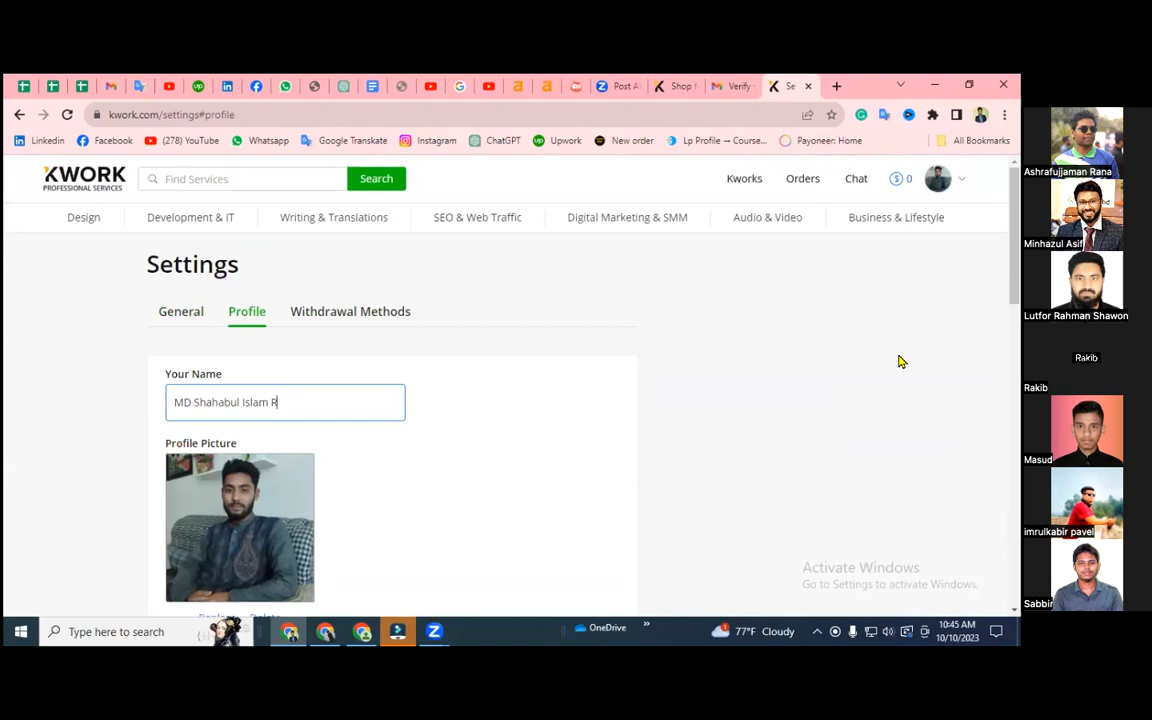 Se
Post A
Shop f
Verify
kwork.com/settings#profile
Linkedin
Facebook
(278) YouTube
Whatsapp
Google Transkate
Instagram
ChatGPT
Upwork
New order
Lp Profile → Course...
Payoneer: Home
All Bookmarks
KWORK
PROFESSIONAL SERVICES
Find Services
Search
Kworks
Orders
Chat
0
Design
Development & IT
Writing & Translations
SEO & Web Traffic
Digital Marketing & SMM
Audio & Video
Business & Lifestyle
Settings
General
Profile
Withdrawal Methods
Your Name
MD Shahabul Islam R
Profile Picture
Activate Windows
Go to Settings to activate Windows.
Type here to search
OneDrive
77°F Cloudy
10:45 AM
10/10/2023
Ashrafujjaman Rana
Minhazul Asif
Lutfor Rahman Shawon
Rakib
Rakib
Masud
imrulkabir pavel
Sabbir